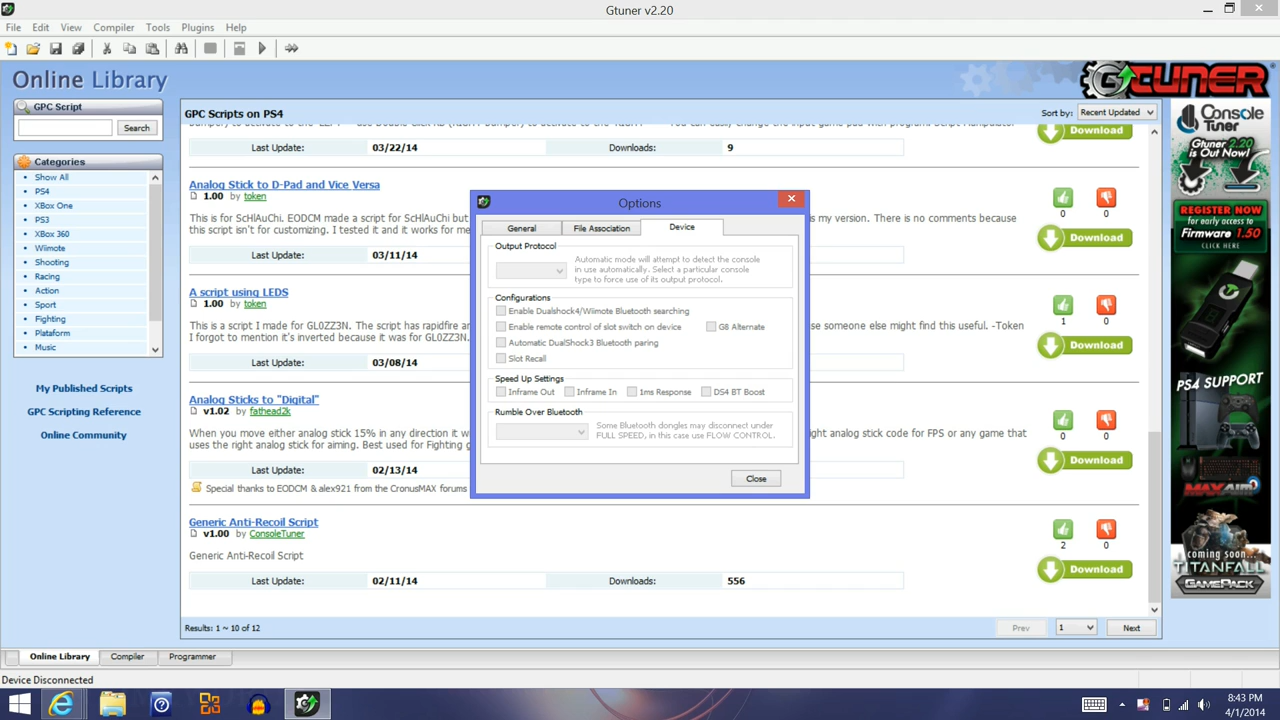 Gtuner v2.20
File Edit View Compiler Tools Plugins Help
Online Library
GTUNER
GPC Script
Search
Categories
Show All
PS4
XBox One
PS3
XBox 360
Wiimote
Shooting
Racing
Action
Sport
Fighting
Plataform
Music
My Published Scripts
GPC Scripting Reference
Online Community
GPC Scripts on PS4
Sort by: Recent Updated
Download
Last Update: 03/22/14 Downloads: 9
Analog Stick to D-Pad and Vice Versa
1.00 by token
0 0
This is for ScHlAuChi. EODCM made a script for ScHlAuChi but
is my version. There is no comments because
this script isn't for customizing. I tested it and it works for me
Download
Last Update: 03/11/14
A script using LEDS
1.00 by token
1 0
This is a script I made for GL0ZZ3N. The script has rapidfire an
se someone else might find this useful. -Token
I forgot to mention it's inverted because it was for GL0ZZ3N.
Download
Last Update: 03/08/14
Analog Sticks to "Digital"
v1.02 by fathead2k
0 0
When you move either analog stick 15% in any direction it w
ight analog stick code for FPS or any game that
uses the right analog stick for aiming. Best used for Fighting g
Download
Last Update: 02/13/14
Special thanks to EODCM & alex921 from the CronusMAX forums
Generic Anti-Recoil Script
v1.00 by ConsoleTuner
2 0
Generic Anti-Recoil Script
Download
Last Update: 02/11/14 Downloads: 556
Results: 1 ~ 10 of 12
Prev 1 Next
Options
General File Association Device
Output Protocol
Automatic mode will attempt to detect the console
in use automatically. Select a particular console
type to force use of its output protocol.
Configurations
Enable Dualshock4/Wiimote Bluetooth searching
Enable remote control of slot switch on device G8 Alternate
Automatic DualShock3 Bluetooth paring
Slot Recall
Speed Up Settings
Inframe Out Inframe In 1ms Response DS4 BT Boost
Rumble Over Bluetooth
Some Bluetooth dongles may disconnect under
FULL SPEED, in this case use FLOW CONTROL.
Close
Console
Tuner
Gtuner 2.20
is Out Now!
REGISTER NOW
for early access to
Firmware 1.50
CLICK HERE
PS4 SUPPORT
MAXAIM
coming soon...
TITANFALL
GAMEPACK
Online Library Compiler Programmer
Device Disconnected
8:43 PM
4/1/2014